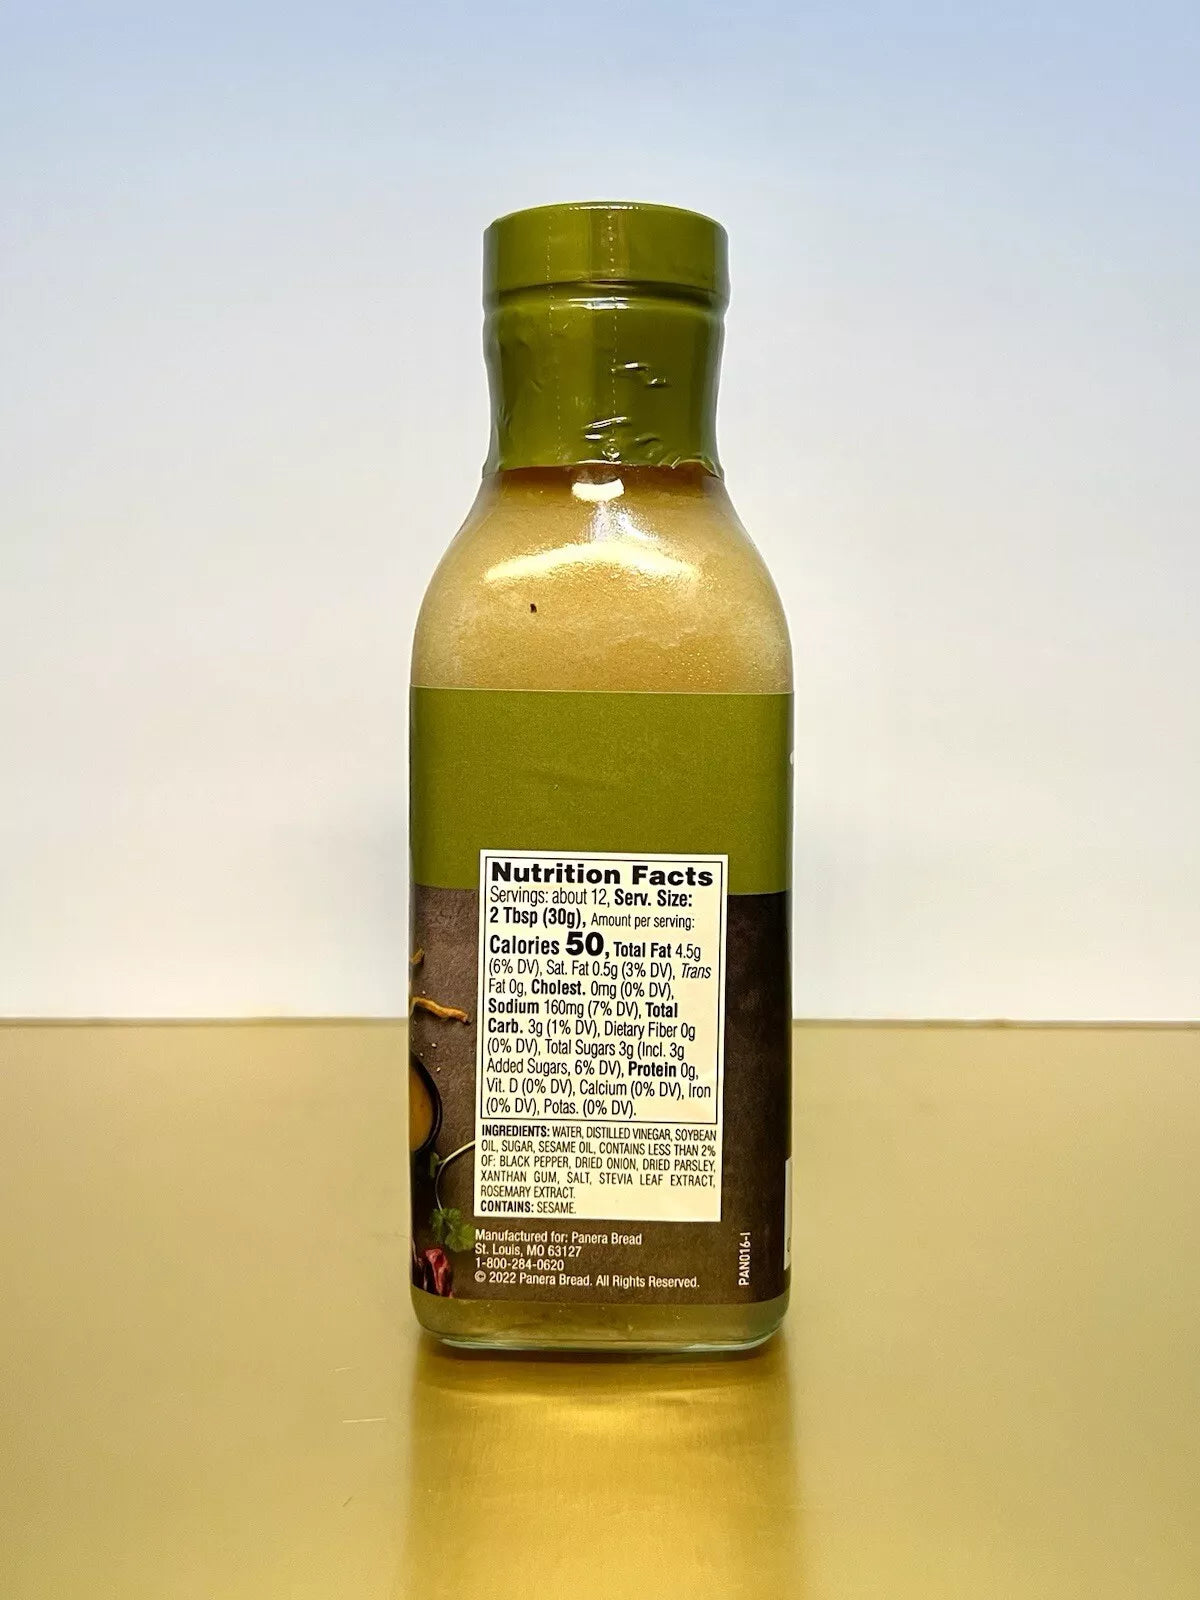 Nutrition Facts
Servings: about 12, Serv. Size:
2 Tbsp (30g), Amount per serving:
Calories 50, Total Fat 4.5g
(6% DV), Sat. Fat 0.5g (3% DV), Trans
Fat 0g, Cholest. 0mg (0% DV),
Sodium 160mg (7% DV), Total
Carb. 3g (1% DV), Dietary Fiber 0g
(0% DV), Total Sugars 3g (Incl. 3g
Added Sugars, 6% DV), Protein 0g,
Vit. D (0% DV), Calcium (0% DV), Iron
(0% DV), Potas. (0% DV).
INGREDIENTS: WATER, DISTILLED VINEGAR, SOYBEAN
OIL, SUGAR, SESAME OIL, CONTAINS LESS THAN 2%
OF: BLACK PEPPER, DRIED ONION, DRIED PARSLEY,
XANTHAN GUM, SALT, STEVIA LEAF EXTRACT,
ROSEMARY EXTRACT.
CONTAINS: SESAME.
Manufactured for: Panera Bread
St. Louis, MO 63127
1-800-284-0620
© 2022 Panera Bread. All Rights Reserved.
PAN016-I